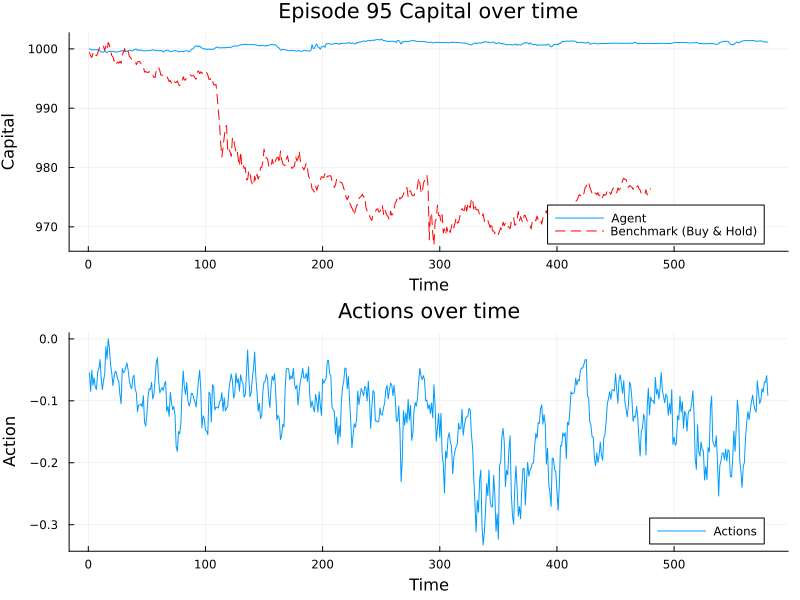 Episode 95 Capital over time
Capital
1000
990
980
970
0 100 200 300 400 500
Time
Agent
Benchmark (Buy & Hold)
Actions over time
Action
0.0
−0.1
−0.2
−0.3
0 100 200 300 400 500
Time
Actions